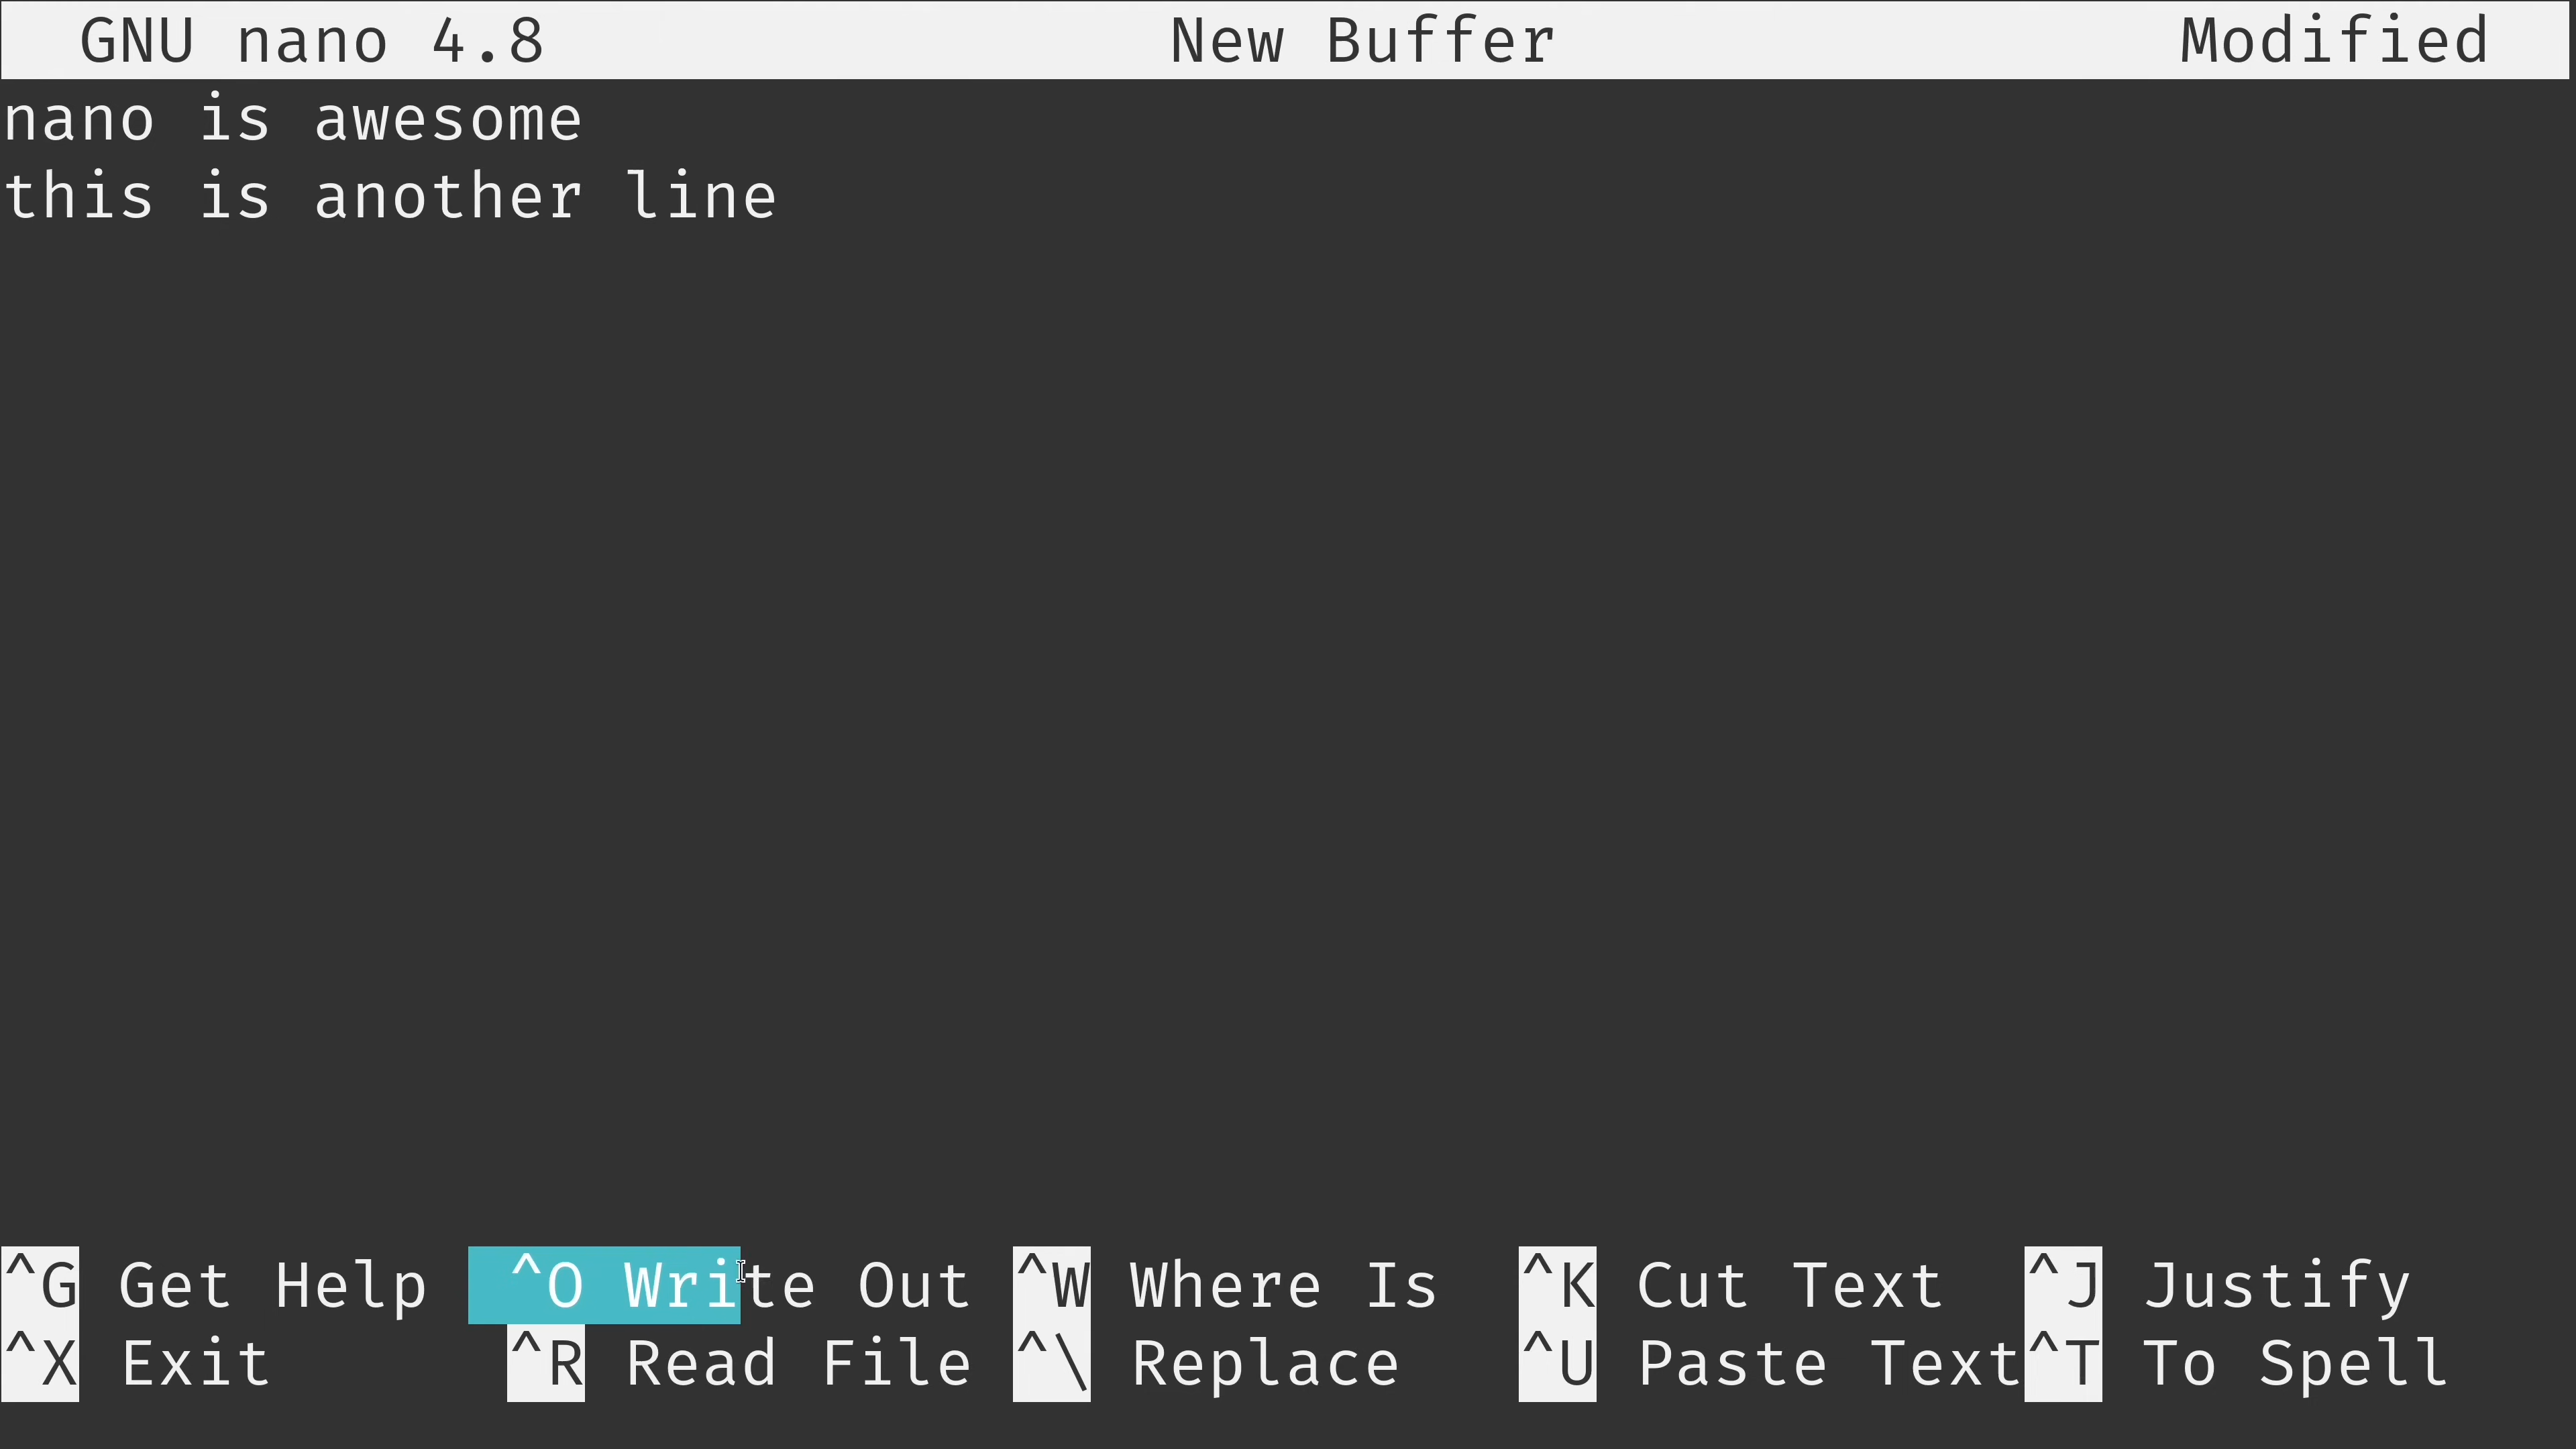 GNU nano 4.8 New Buffer Modified
nano is awesome
this is another line
^G Get Help ^O Write Out ^W Where Is ^K Cut Text ^J Justify
^X Exit ^R Read File ^\ Replace ^U Paste Text ^T To Spell